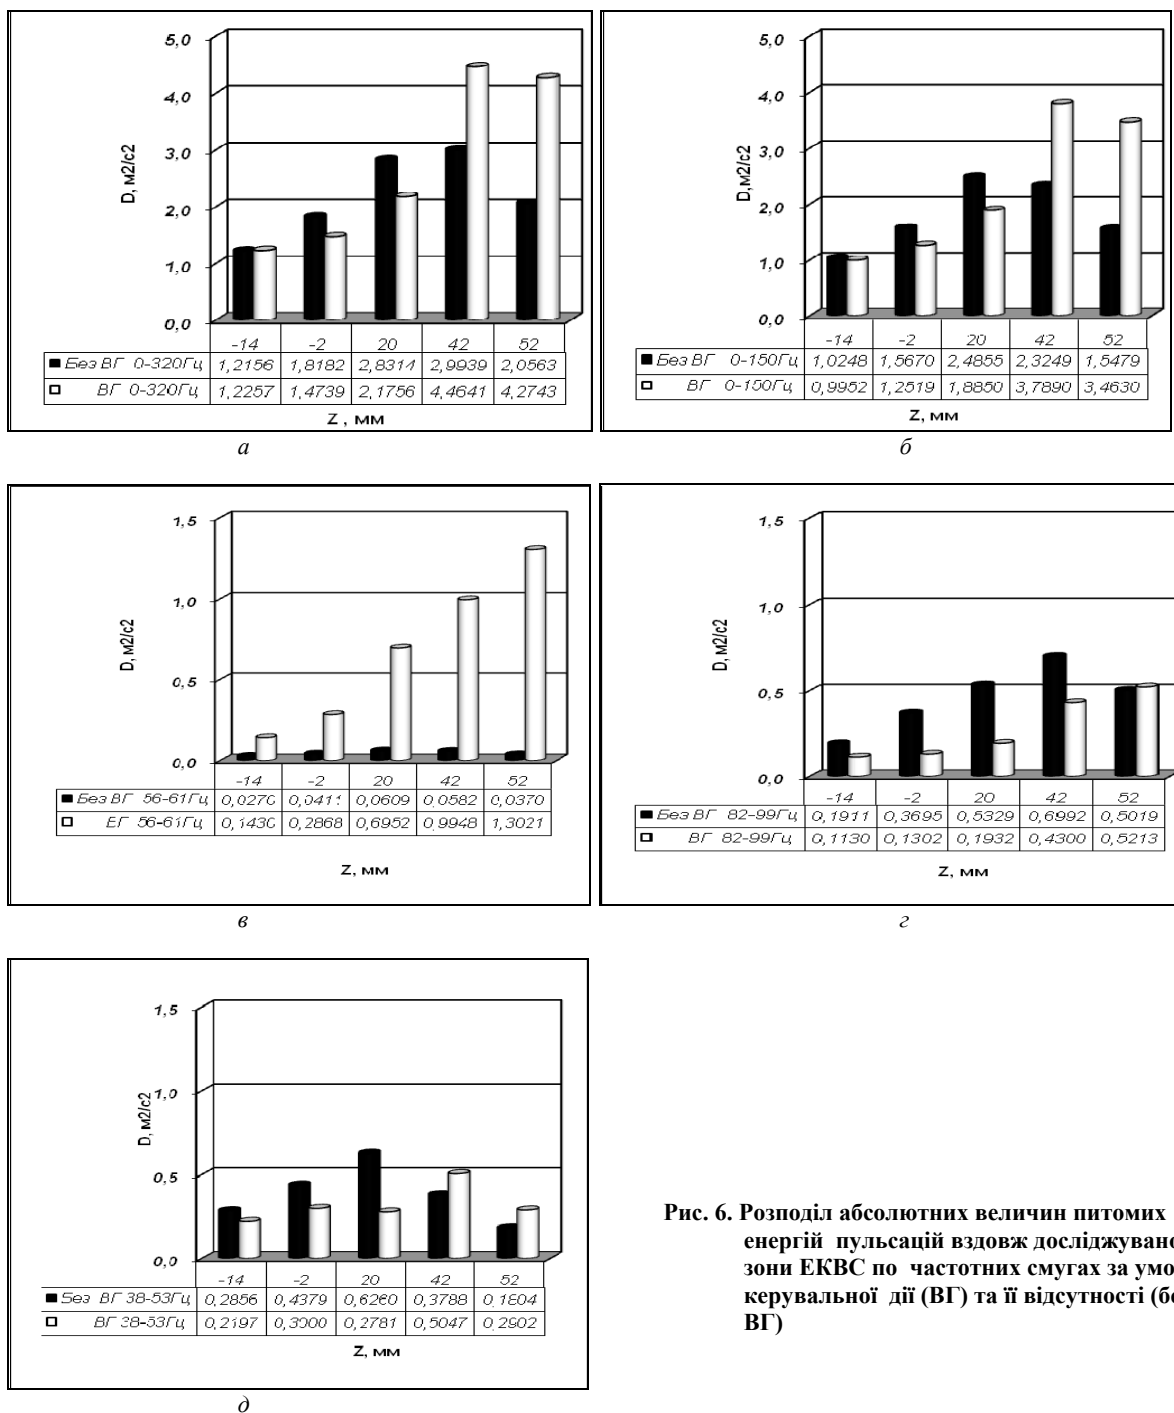 5,0
4,0
3,0
2,0
1,0
0,0
D, м2/с2
-14 -2 20 42 52
Без ВГ 0-320Гц 1,2156 1,8182 2,8314 2,9939 2,0563
ВГ 0-320Гц 1,2257 1,4739 2,1756 4,4641 4,2743
Z , мм
а
5,0
4,0
3,0
2,0
1,0
0,0
D,м2/с2
-14 -2 20 42 52
Без ВГ 0-150Гц 1,0248 1,5670 2,4855 2,3249 1,5479
ВГ 0-150Гц 0,9952 1,2519 1,8850 3,7890 3,4630
Z, мм
б
1,5
1,0
0,5
0,0
D, м2/с2
-14 -2 20 42 52
Без ВГ 56-61Гц 0,0270 0,0411 0,0609 0,0582 0,0370
ВГ 56-61Гц 0,1430 0,2868 0,6952 0,9948 1,3021
Z, мм
в
1,5
1,0
0,5
0,0
D, м2/с2
-14 -2 20 42 52
Без ВГ 82-99Гц 0,1911 0,3695 0,5329 0,6992 0,5019
ВГ 82-99Гц 0,1130 0,1302 0,1932 0,4300 0,5213
Z, мм
г
1,5
1,0
0,5
0,0
D, м2/с2
-14 -2 20 42 52
Без ВГ 38-53Гц 0,2856 0,4379 0,6260 0,3788 0,1804
ВГ 38-53Гц 0,2197 0,3000 0,2781 0,5047 0,2902
Z, мм
д
Рис. 6. Розподіл абсолютних величин питомих
енергій пульсацій вздовж досліджувано
зони ЕКВС по частотних смугах за умо
керувальної дії (ВГ) та її відсутності (бе
ВГ)